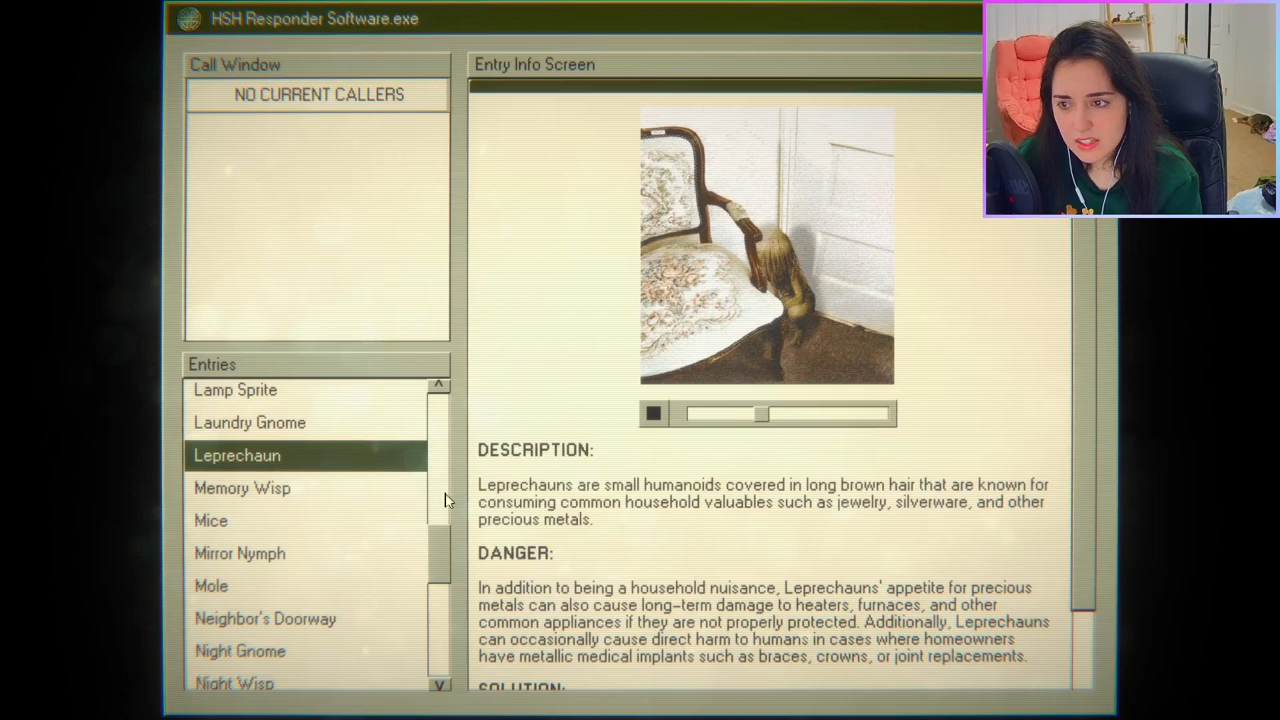 HSH Responder Software.exe
Call Window
NO CURRENT CALLERS
Entries
Lamp Sprite
Laundry Gnome
Leprechaun
Memory Wisp
Mice
Mirror Nymph
Mole
Neighbor's Doorway
Night Gnome
Night Wisp
Entry Info Screen
DESCRIPTION:
Leprechauns are small humanoids covered in long brown hair that are known for
consuming common household valuables such as jewelry, silverware, and other
precious metals.
DANGER:
In addition to being a household nuisance, Leprechauns' appetite for precious
metals can also cause long-term damage to heaters, furnaces, and other
common appliances if they are not properly protected. Additionally, Leprechauns
can occasionally cause direct harm to humans in cases where homeowners
have metallic medical implants such as braces, crowns, or joint replacements.
SOLUTION: